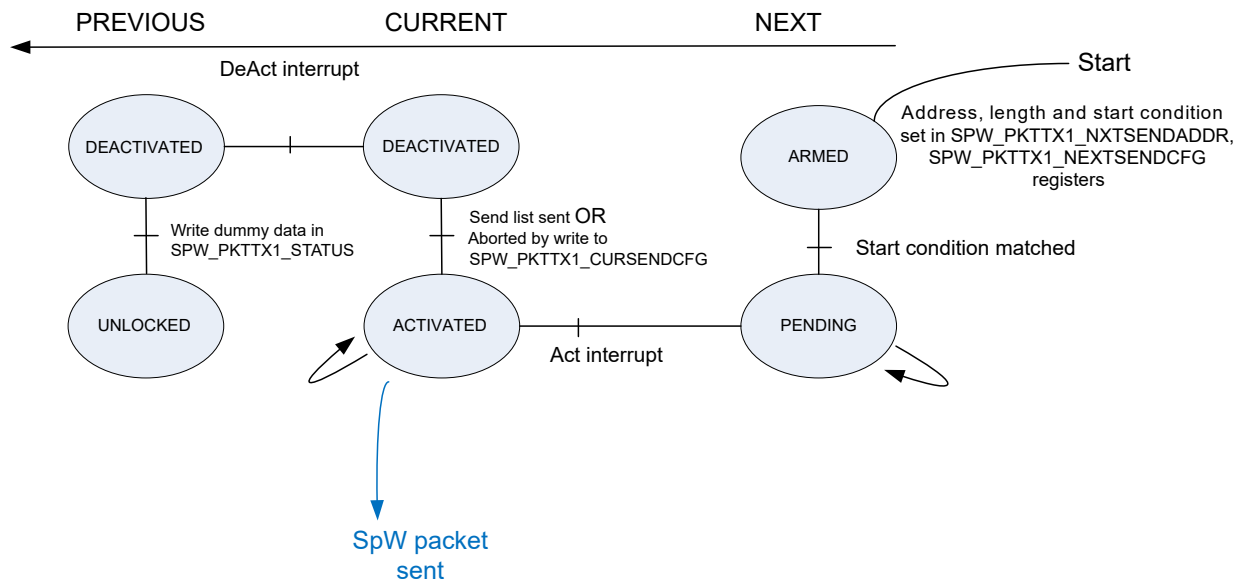 PREVIOUS
CURRENT
NEXT
DeAct interrupt
Start
DEACTIVATED
DEACTIVATED
ARMED
Address, length and start condition
set in SPW_PKTTX1_NXTSENDADDR,
SPW_PKTTX1_NEXTSENDCFG
registers
Write dummy data in
SPW_PKTTX1_STATUS
Send list sent OR
Aborted by write to
SPW_PKTTX1_CURSENDCFG
Start condition matched
UNLOCKED
ACTIVATED
PENDING
Act interrupt
SpW packet
sent